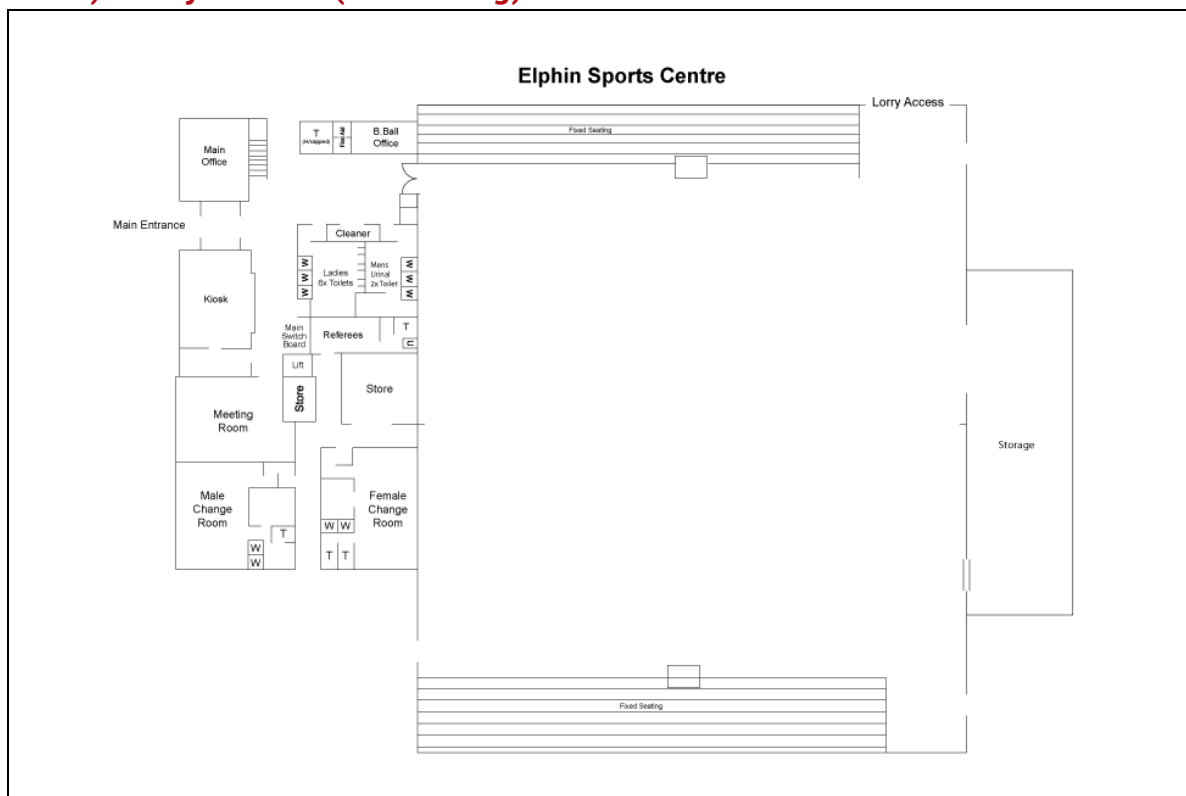 Elphin Sports Centre
Lorry Access
Fixed Seating
T
(H/capped)
First Aid
B.Ball
Office
Main
Office
Main Entrance
Cleaner
Ladies
6x Toilets
Mens
Urinal
2x Toilet
W
W
W
W
W
W
Kiosk
Main
Switch
Board
Referees
T
U
Lift
Store
Store
Meeting
Room
Storage
Male
Change
Room
T
W
W
Female
Change
Room
W W
T T
Fixed Seating